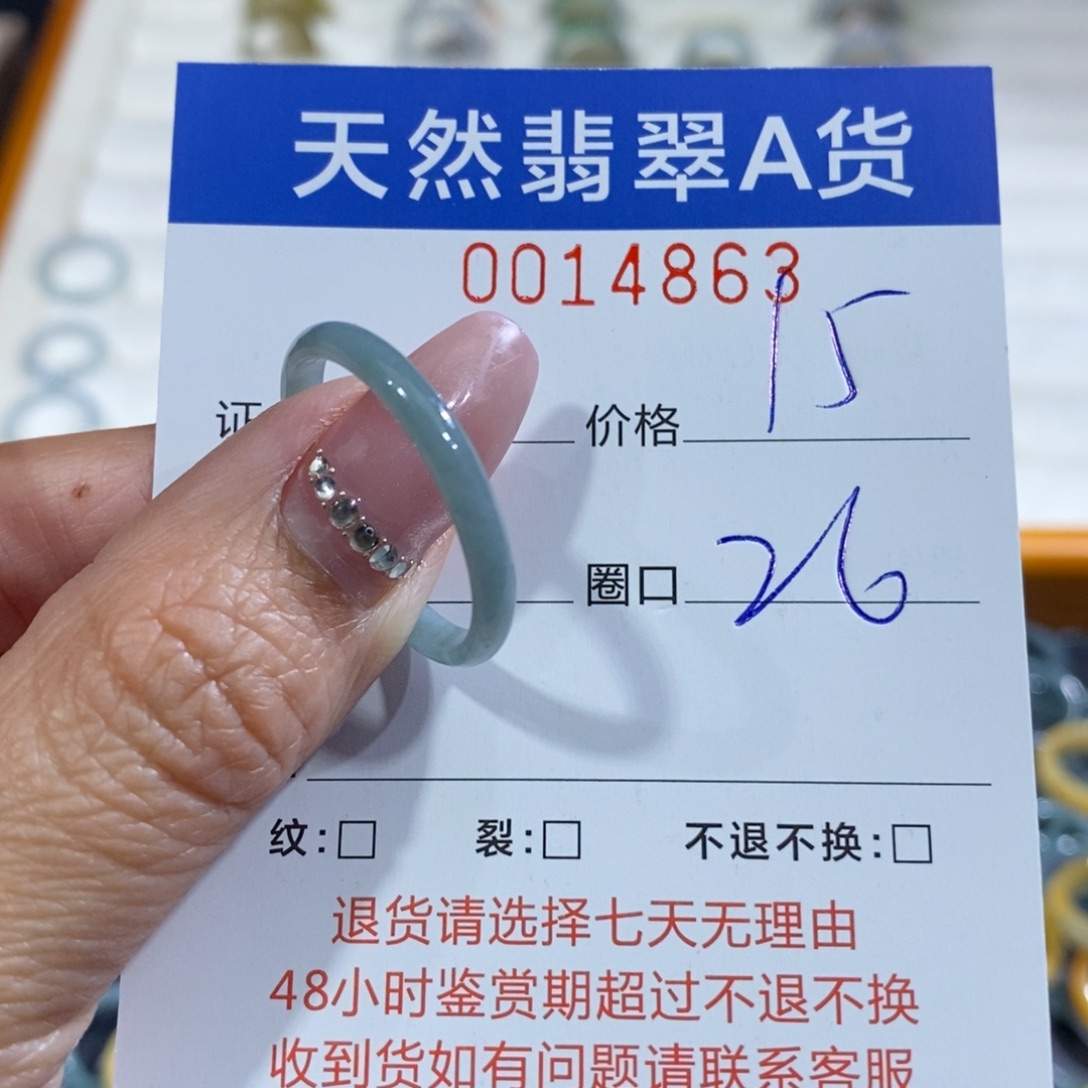 天然翡翠A货
0014863
证 价格 15
圈口 26
纹:□ 裂:□ 不退不换:□
退货请选择七天无理由
48小时鉴赏期超过不退不换
收到货如有问题请联系客服